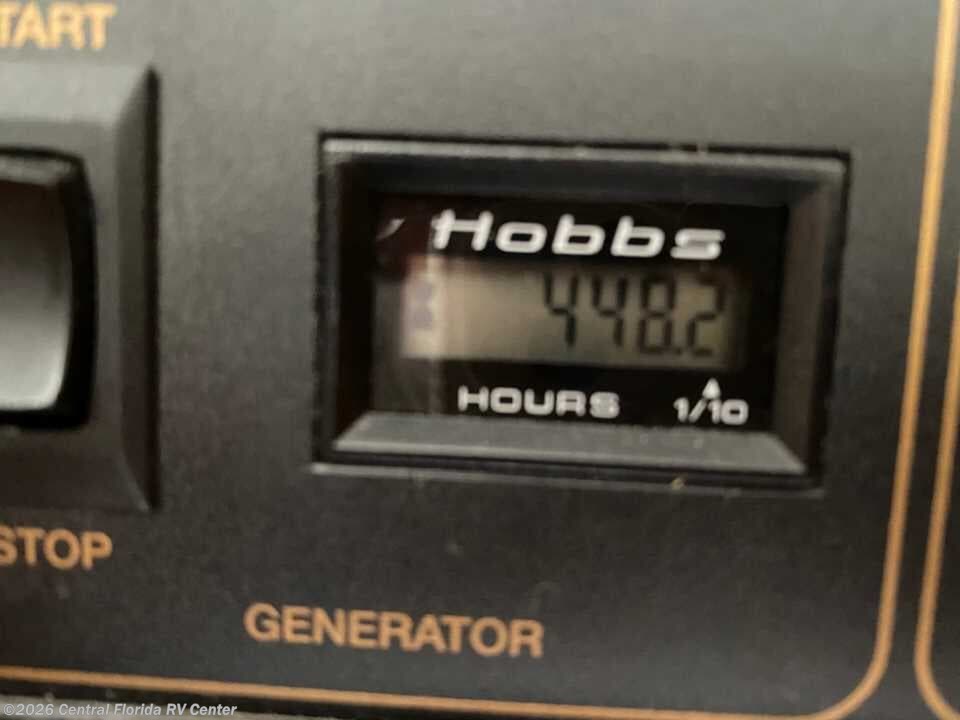 TART
Hobbs
448.2
HOURS 1/10
STOP
GENERATOR
©2026 Central Florida RV Center